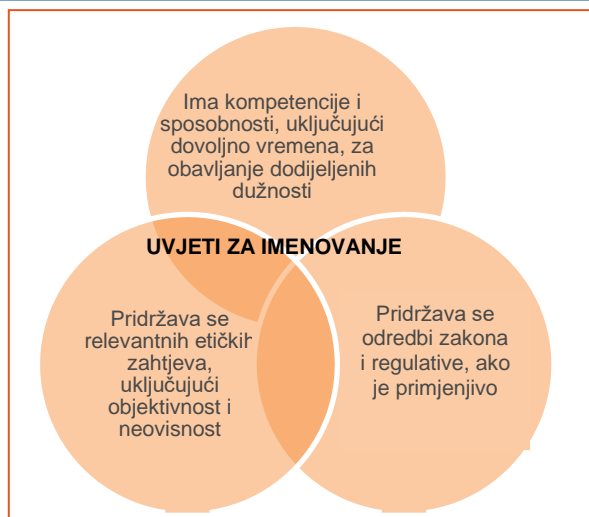 Ima kompetencije i
sposobnosti, uključujući
dovoljno vremena, za
obavljanje dodijeljenih
dužnosti
UVJETI ZA IMENOVANJE
Pridržava se
relevantnih etičkih
zahtjeva,
uključujući
objektivnost i
neovisnost
Pridržava se
odredbi zakona
i regulative, ako
je primjenjivo